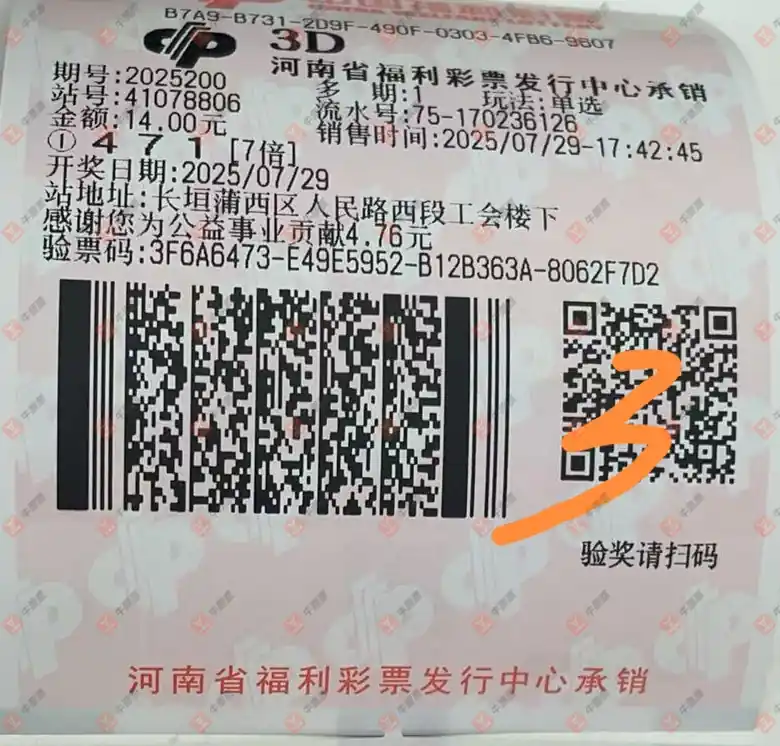 B7A9-B731-2D9F-490F-0303-4FB6-9607
3D
河南省福利彩票发行中心承销
期号:2025200 多 期:1 玩法:单选
站号:41078806 流水号:75-170236126
金额:14.00元 销售时间:2025/07/29-17:42:45
① 4 7 1 [7倍]
开奖日期:2025/07/29
站地址:长垣蒲西区人民路西段工会楼下
感谢您为公益事业贡献4.76元
验票码:3F6A6473-E49E5952-B12B363A-8062F7D2
3
验奖请扫码
河南省福利彩票发行中心承销